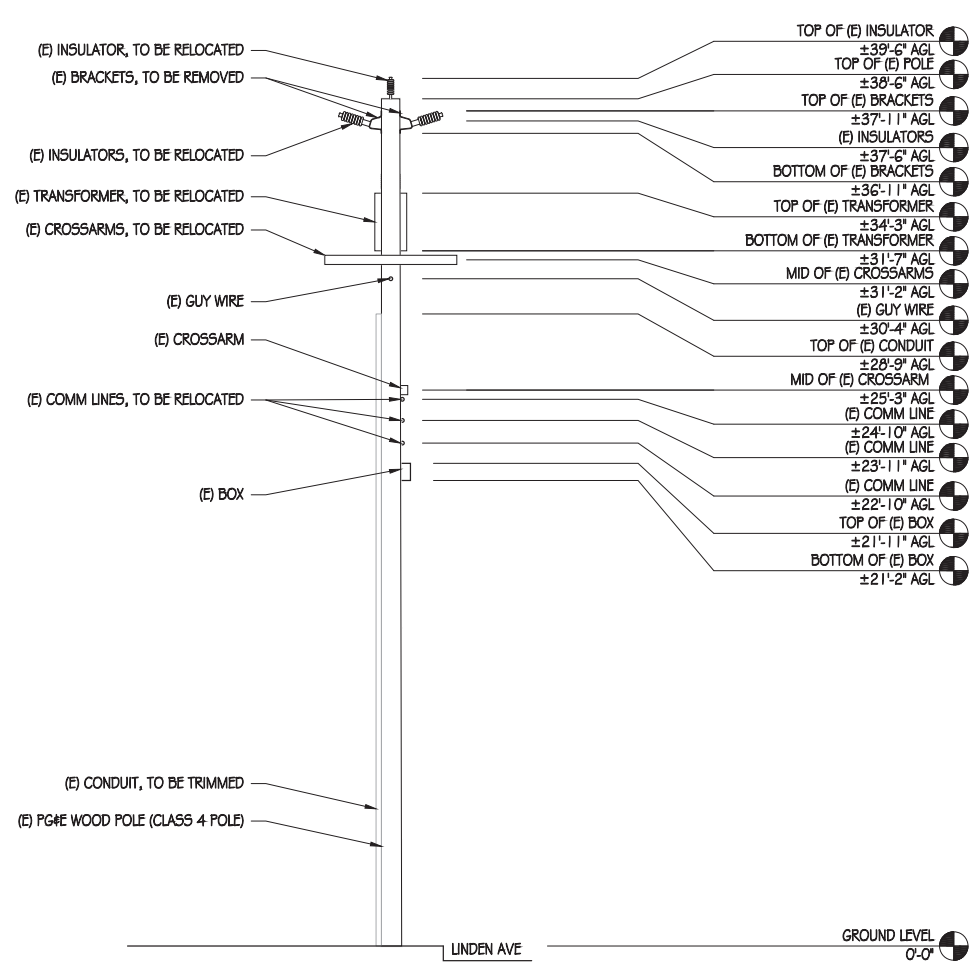 (E) INSULATOR, TO BE RELOCATED
(E) BRACKETS, TO BE REMOVED
(E) INSULATORS, TO BE RELOCATED
(E) TRANSFORMER, TO BE RELOCATED
(E) CROSSARMS, TO BE RELOCATED
(E) GUY WIRE
(E) CROSSARM
(E) COMM LINES, TO BE RELOCATED
(E) BOX
(E) CONDUIT, TO BE TRIMMED
(E) PG&E WOOD POLE (CLASS 4 POLE)
LINDEN AVE
TOP OF (E) INSULATOR
±39'-6" AGL
TOP OF (E) POLE
±38'-6" AGL
TOP OF (E) BRACKETS
±37'-11" AGL
(E) INSULATORS
±37'-6" AGL
BOTTOM OF (E) BRACKETS
±36'-11" AGL
TOP OF (E) TRANSFORMER
±34'-3" AGL
BOTTOM OF (E) TRANSFORMER
±31'-7" AGL
MID OF (E) CROSSARMS
±31'-2" AGL
(E) GUY WIRE
±30'-4" AGL
TOP OF (E) CONDUIT
±28'-9" AGL
MID OF (E) CROSSARM
±25'-3" AGL
(E) COMM LINE
±24'-10" AGL
(E) COMM LINE
±23'-11" AGL
(E) COMM LINE
±22'-10" AGL
TOP OF (E) BOX
±21'-11" AGL
BOTTOM OF (E) BOX
±21'-2" AGL
GROUND LEVEL
0'-0"